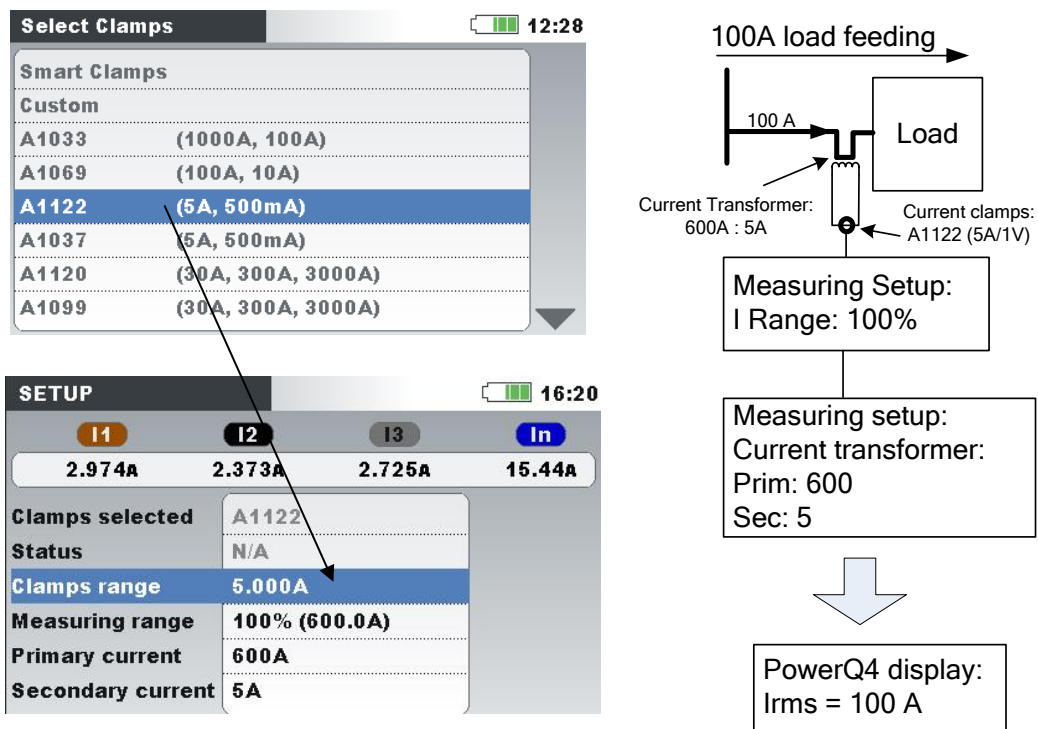 Select Clamps 12:28
Smart Clamps
Custom
A1033 (1000A, 100A)
A1069 (100A, 10A)
A1122 (5A, 500mA)
A1037 (5A, 500mA)
A1120 (30A, 300A, 3000A)
A1099 (30A, 300A, 3000A)
SETUP 16:20
I1 I2 I3 In
2.974A 2.373A 2.725A 15.44A
Clamps selected A1122
Status N/A
Clamps range 5.000A
Measuring range 100% (600.0A)
Primary current 600A
Secondary current 5A
100A load feeding
100 A
Load
Current Transformer:
600A : 5A
Current clamps:
A1122 (5A/1V)
Measuring Setup:
I Range: 100%
Measuring setup:
Current transformer:
Prim: 600
Sec: 5
PowerQ4 display:
Irms = 100 A